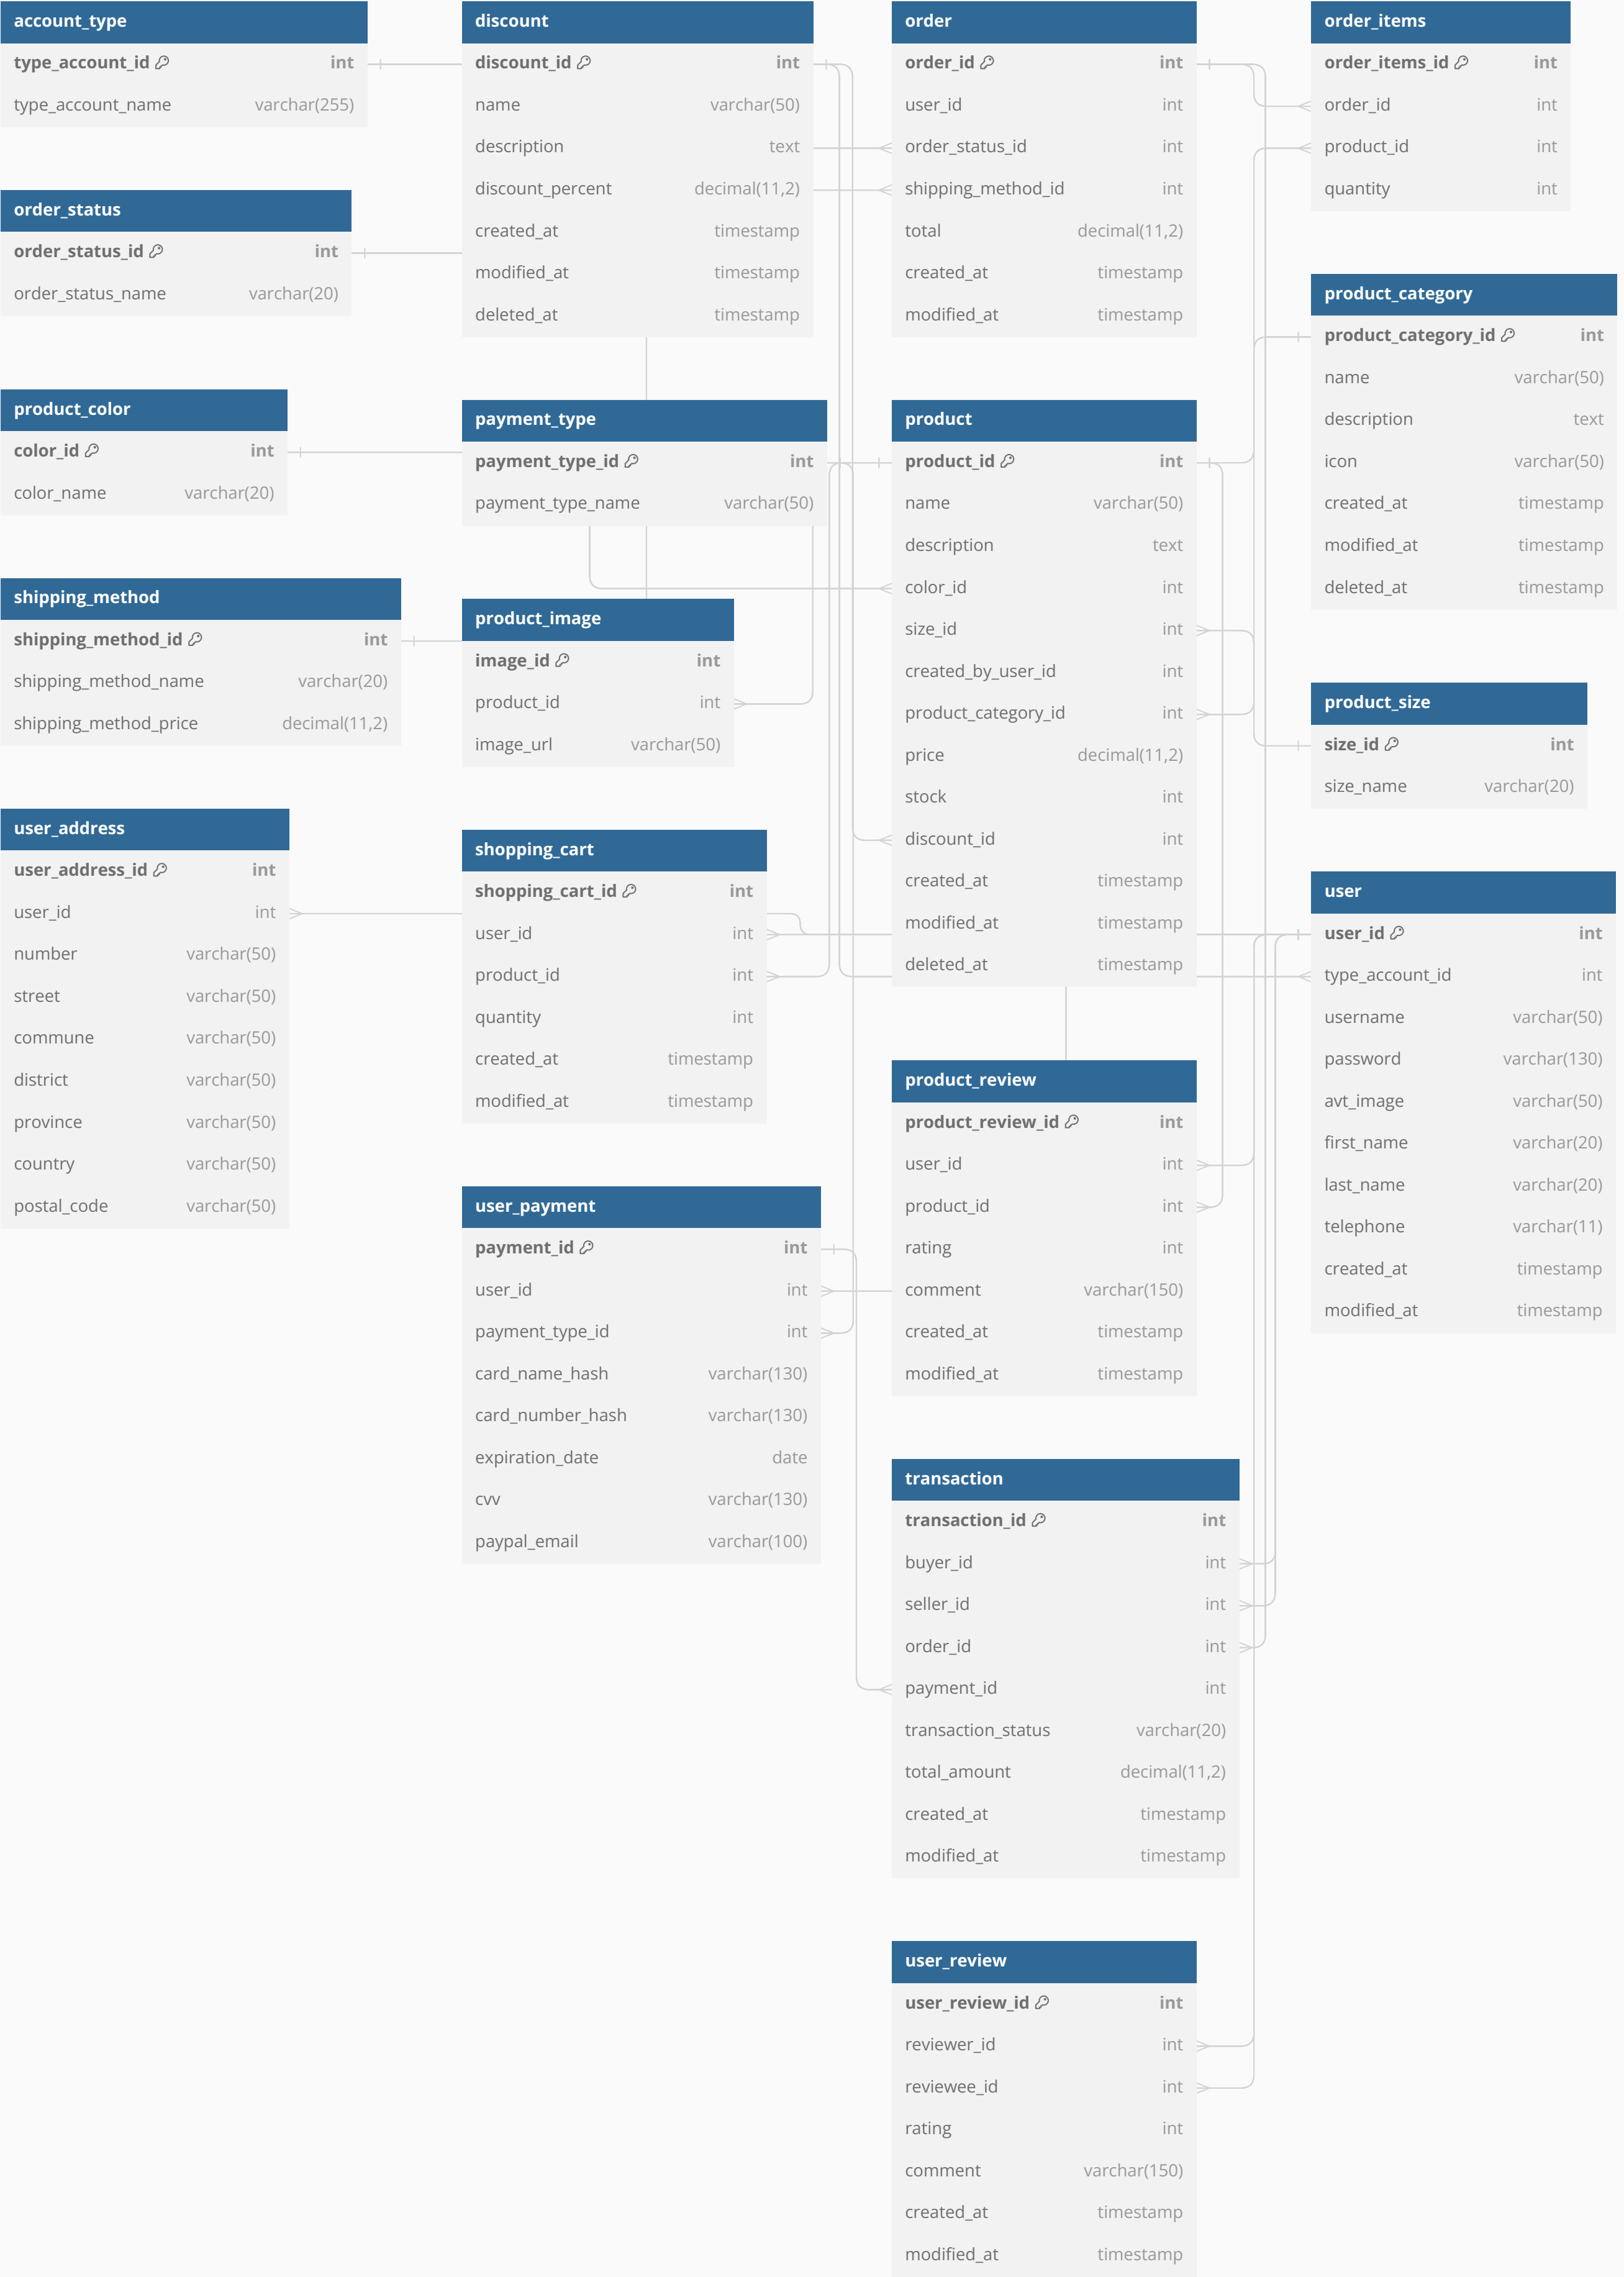 account_type
type_account_id int
type_account_name varchar(255)
order_status
order_status_id int
order_status_name varchar(20)
product_color
color_id int
color_name varchar(20)
shipping_method
shipping_method_id int
shipping_method_name varchar(20)
shipping_method_price decimal(11,2)
user_address
user_address_id int
user_id int
number varchar(50)
street varchar(50)
commune varchar(50)
district varchar(50)
province varchar(50)
country varchar(50)
postal_code varchar(50)
discount
discount_id int
name varchar(50)
description text
discount_percent decimal(11,2)
created_at timestamp
modified_at timestamp
deleted_at timestamp
payment_type
payment_type_id int
payment_type_name varchar(50)
product_image
image_id int
product_id int
image_url varchar(50)
shopping_cart
shopping_cart_id int
user_id int
product_id int
quantity int
created_at timestamp
modified_at timestamp
user_payment
payment_id int
user_id int
payment_type_id int
card_name_hash varchar(130)
card_number_hash varchar(130)
expiration_date date
cvv varchar(130)
paypal_email varchar(100)
order
order_id int
user_id int
order_status_id int
shipping_method_id int
total decimal(11,2)
created_at timestamp
modified_at timestamp
product
product_id int
name varchar(50)
description text
color_id int
size_id int
created_by_user_id int
product_category_id int
price decimal(11,2)
stock int
discount_id int
created_at timestamp
modified_at timestamp
deleted_at timestamp
product_review
product_review_id int
user_id int
product_id int
rating int
comment varchar(150)
created_at timestamp
modified_at timestamp
transaction
transaction_id int
buyer_id int
seller_id int
order_id int
payment_id int
transaction_status varchar(20)
total_amount decimal(11,2)
created_at timestamp
modified_at timestamp
user_review
user_review_id int
reviewer_id int
reviewee_id int
rating int
comment varchar(150)
created_at timestamp
modified_at timestamp
order_items
order_items_id int
order_id int
product_id int
quantity int
product_category
product_category_id int
name varchar(50)
description text
icon varchar(50)
created_at timestamp
modified_at timestamp
deleted_at timestamp
product_size
size_id int
size_name varchar(20)
user
user_id int
type_account_id int
username varchar(50)
password varchar(130)
avt_image varchar(50)
first_name varchar(20)
last_name varchar(20)
telephone varchar(11)
created_at timestamp
modified_at timestamp